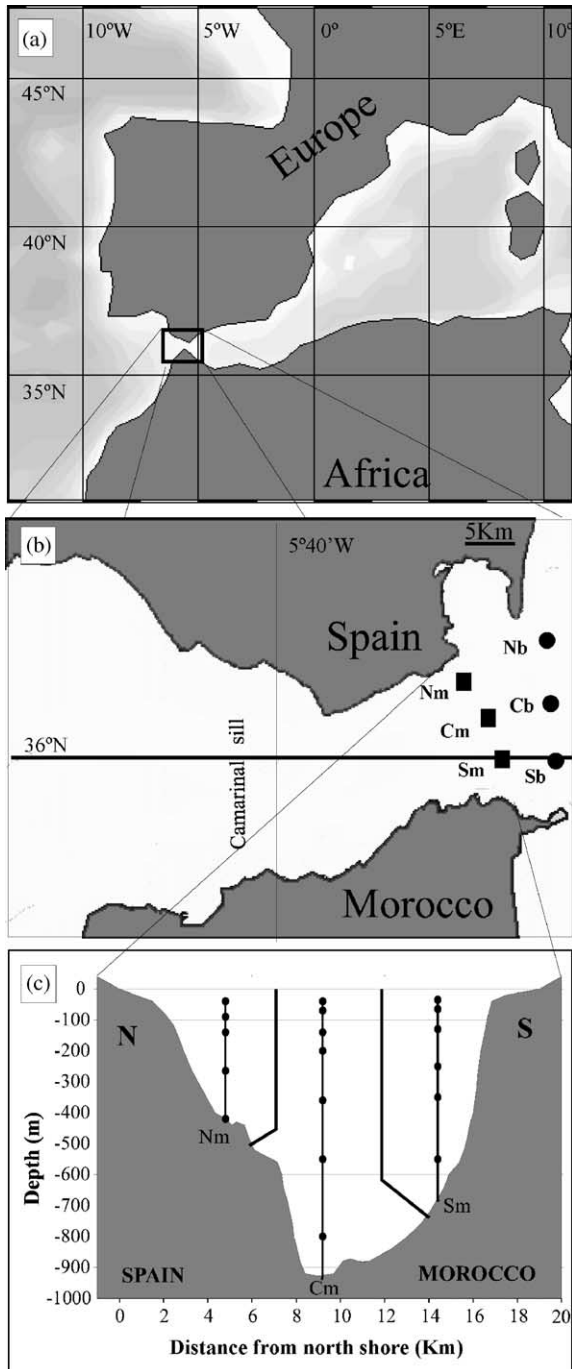 (a)
10ºW 5ºW 0º 5ºE 10º
45ºN
Europe
40ºN
35ºN
Africa
(b)
5º40'W
5Km
Spain
Nb
Nm
Cb
Cm
36ºN
Sm
Sb
Camarinal sill
Morocco
(c)
0
-100
-200
-300
-400
-500
-600
-700
-800
-900
-1000
Depth (m)
N
S
Nm
Sm
SPAIN
Cm
MOROCCO
0 2 4 6 8 10 12 14 16 18 20
Distance from north shore (Km)